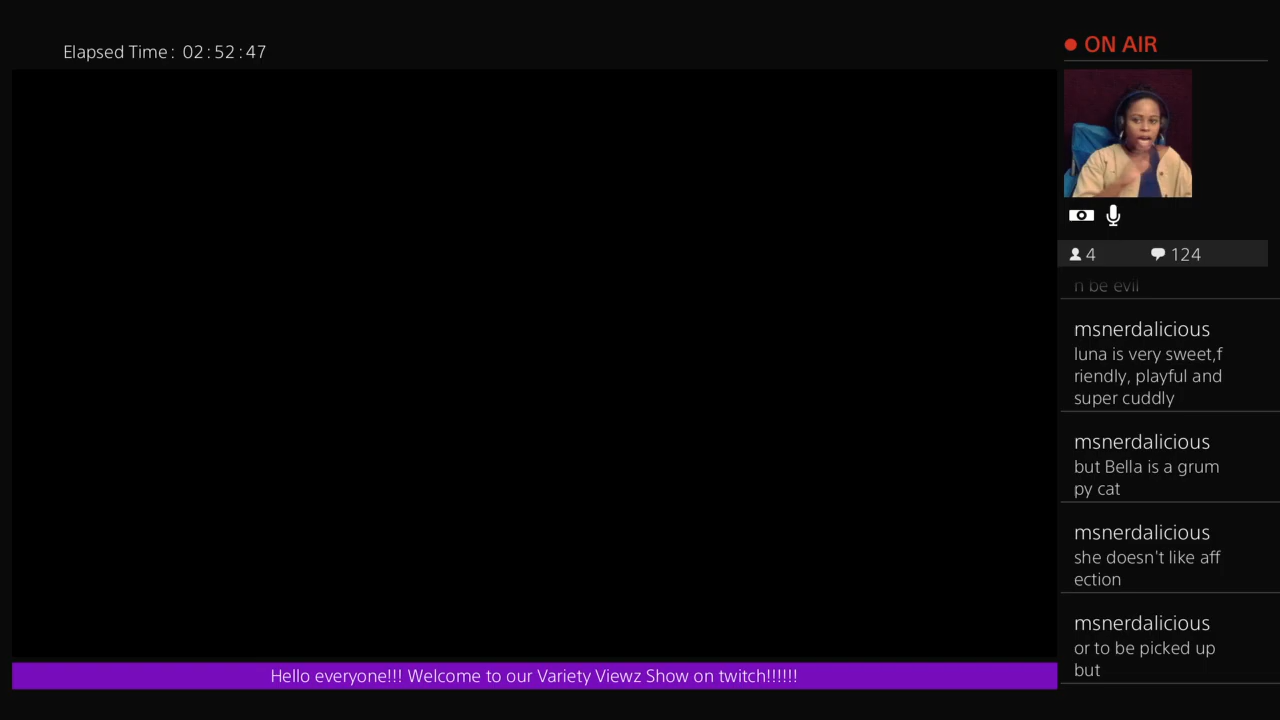 Elapsed Time: 02:52:47
ON AIR
4 124
n be evil
msnerdalicious
luna is very sweet,f
riendly, playful and
super cuddly
msnerdalicious
but Bella is a grum
py cat
msnerdalicious
she doesn't like aff
ection
msnerdalicious
or to be picked up
but
Hello everyone!!! Welcome to our Variety Viewz Show on twitch!!!!!!